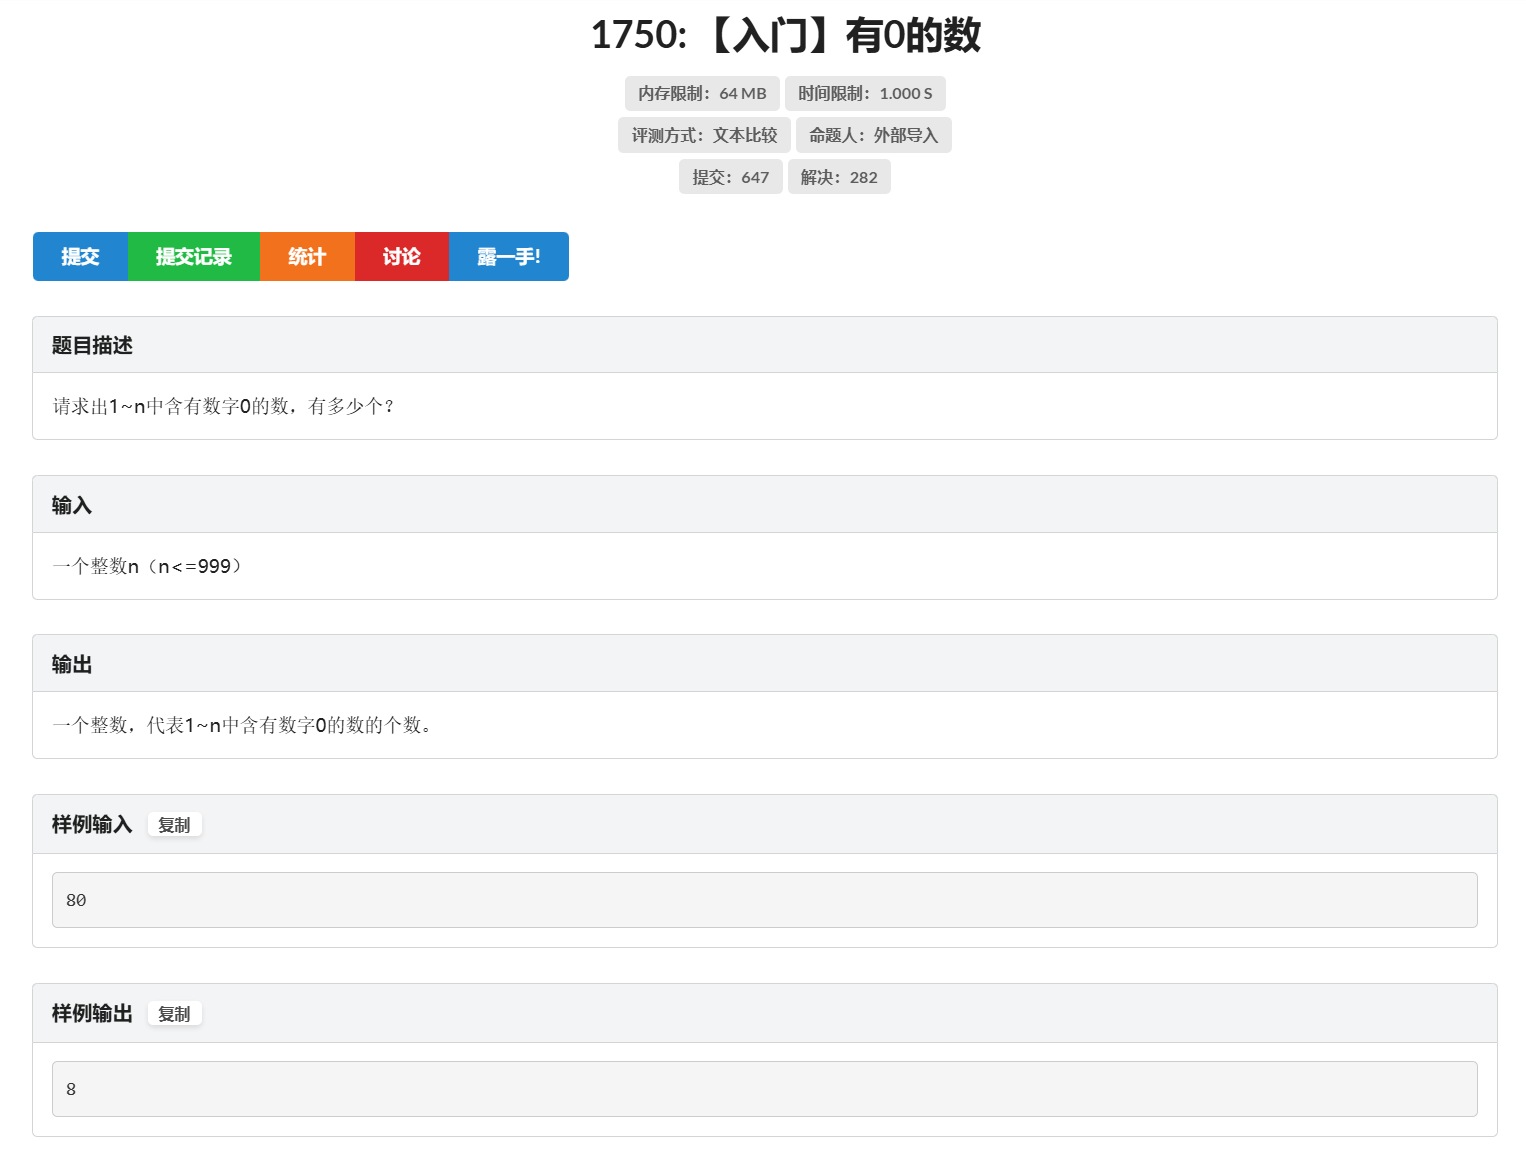 1750: 【入门】有0的数
内存限制：64 MB 时间限制：1.000 S
评测方式：文本比较 命题人：外部导入
提交：647 解决：282
提交 提交记录 统计 讨论 露一手!
题目描述
请求出1~n中含有数字0的数，有多少个？
输入
一个整数n（n<=999）
输出
一个整数，代表1~n中含有数字0的数的个数。
样例输入 复制
80
样例输出 复制
8